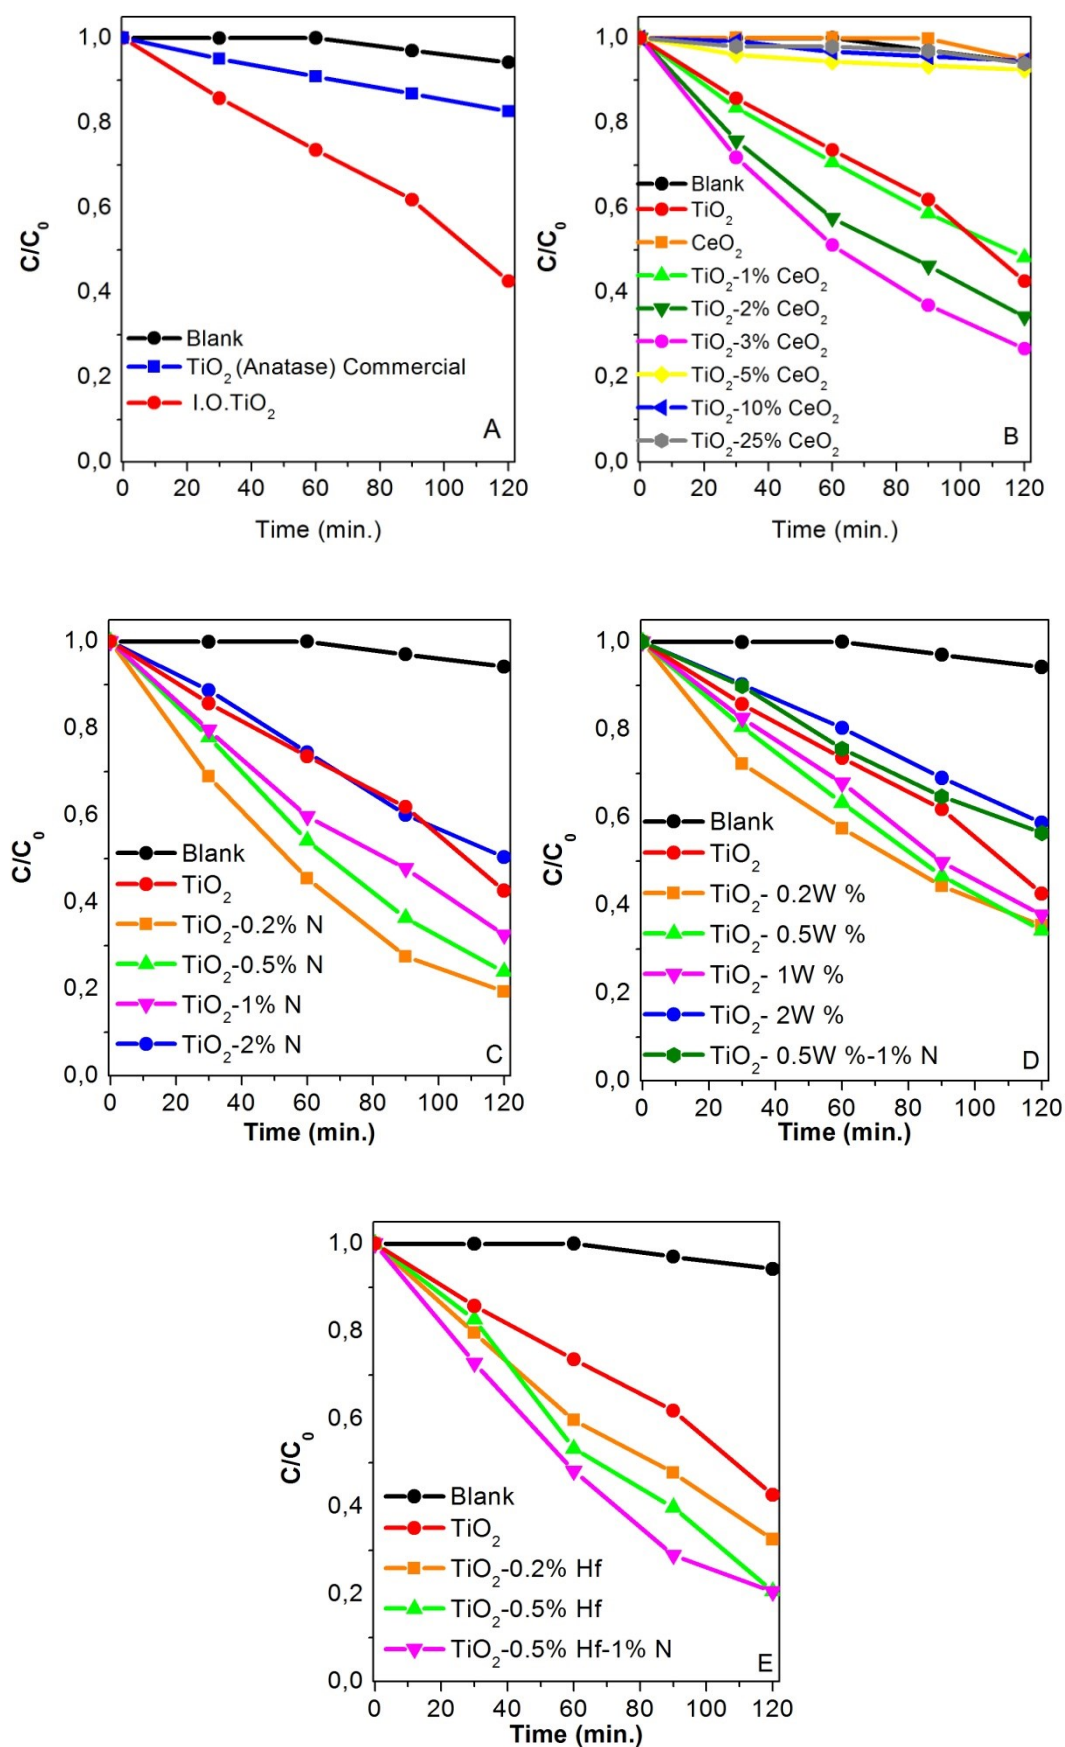 1,0
0,8
0,6
0,4
0,2
0,0
C/C0
Blank
TiO2 (Anatase) Commercial
I.O.TiO2
A
0 20 40 60 80 100 120
Time (min.)
1,0
0,8
0,6
0,4
0,2
0,0
C/C0
Blank
TiO2
CeO2
TiO2-1% CeO2
TiO2-2% CeO2
TiO2-3% CeO2
TiO2-5% CeO2
TiO2-10% CeO2
TiO2-25% CeO2
B
0 20 40 60 80 100 120
Time (min.)
1,0
0,8
0,6
0,4
0,2
0,0
C/C0
Blank
TiO2
TiO2-0.2% N
TiO2-0.5% N
TiO2-1% N
TiO2-2% N
C
0 20 40 60 80 100 120
Time (min.)
1,0
0,8
0,6
0,4
0,2
0,0
C/C0
Blank
TiO2
TiO2- 0.2W %
TiO2- 0.5W %
TiO2- 1W %
TiO2- 2W %
TiO2- 0.5W %-1% N
D
0 20 40 60 80 100 120
Time (min.)
1,0
0,8
0,6
0,4
0,2
0,0
C/C0
Blank
TiO2
TiO2-0.2% Hf
TiO2-0.5% Hf
TiO2-0.5% Hf-1% N
E
0 20 40 60 80 100 120
Time (min.)